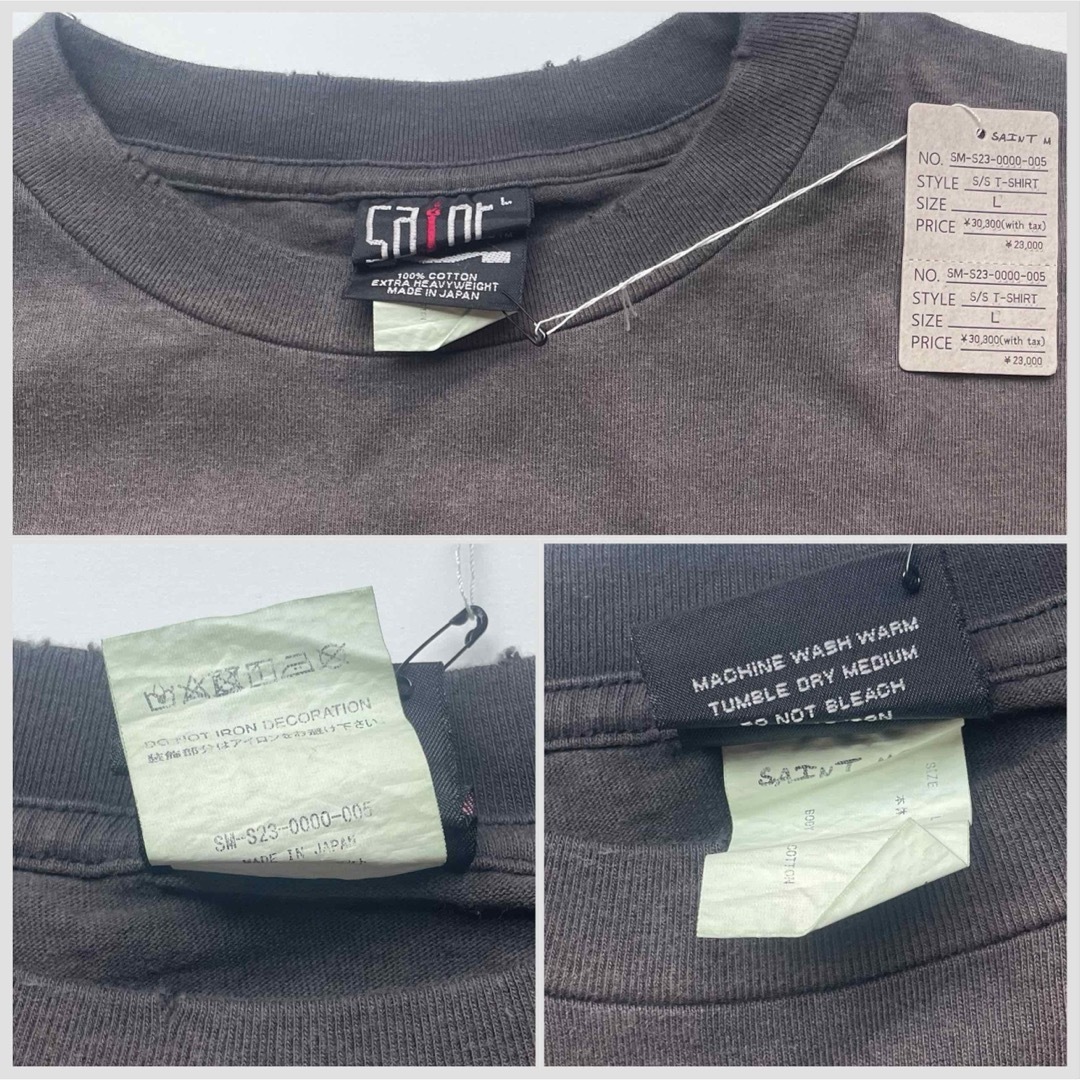 SAINT M
NO. SM-S23-0000-005
STYLE S/S T-SHIRT
SIZE L
PRICE ¥30,300(with tax)
¥23,000
NO. SM-S23-0000-005
STYLE S/S T-SHIRT
SIZE L
PRICE ¥30,300(with tax)
¥23,000
saint L
100% COTTON
EXTRA HEAVYWEIGHT
MADE IN JAPAN
DO NOT IRON DECORATION
装飾部分はアイロンをお避け下さい。
SM-S23-0000-005
MADE IN JAPAN
MACHINE WASH WARM
TUMBLE DRY MEDIUM
DO NOT BLEACH
SAINT M
SIZE L
BODY COTTON